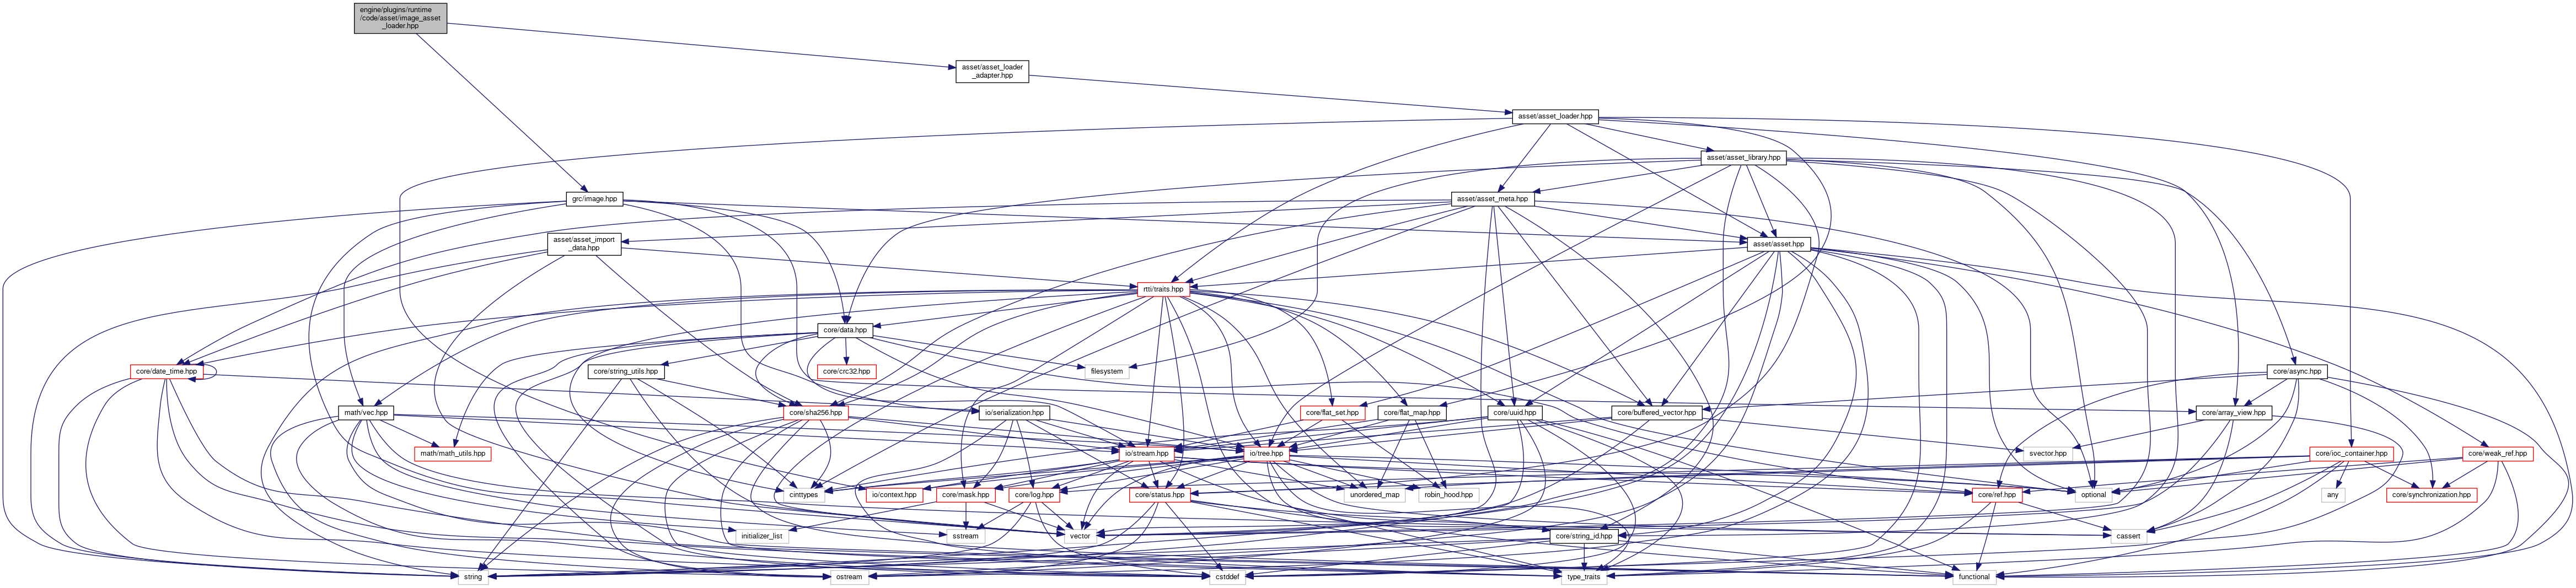 engine/plugins/runtime
/code/asset/image_asset
_loader.hpp
asset/asset_loader
_adapter.hpp
asset/asset_loader.hpp
asset/asset_library.hpp
grc/image.hpp
asset/asset_meta.hpp
asset/asset_import
_data.hpp
asset/asset.hpp
rtti/traits.hpp
core/data.hpp
core/date_time.hpp
core/string_utils.hpp
core/crc32.hpp
filesystem
core/async.hpp
math/vec.hpp
core/sha256.hpp
io/serialization.hpp
core/flat_set.hpp
core/flat_map.hpp
core/uuid.hpp
core/buffered_vector.hpp
core/array_view.hpp
math/math_utils.hpp
io/stream.hpp
io/tree.hpp
svector.hpp
core/ioc_container.hpp
core/weak_ref.hpp
cinttypes
io/context.hpp
core/mask.hpp
core/log.hpp
core/status.hpp
unordered_map
robin_hood.hpp
core/ref.hpp
optional
any
core/synchronization.hpp
initializer_list
sstream
vector
core/string_id.hpp
cassert
string
ostream
cstddef
type_traits
functional